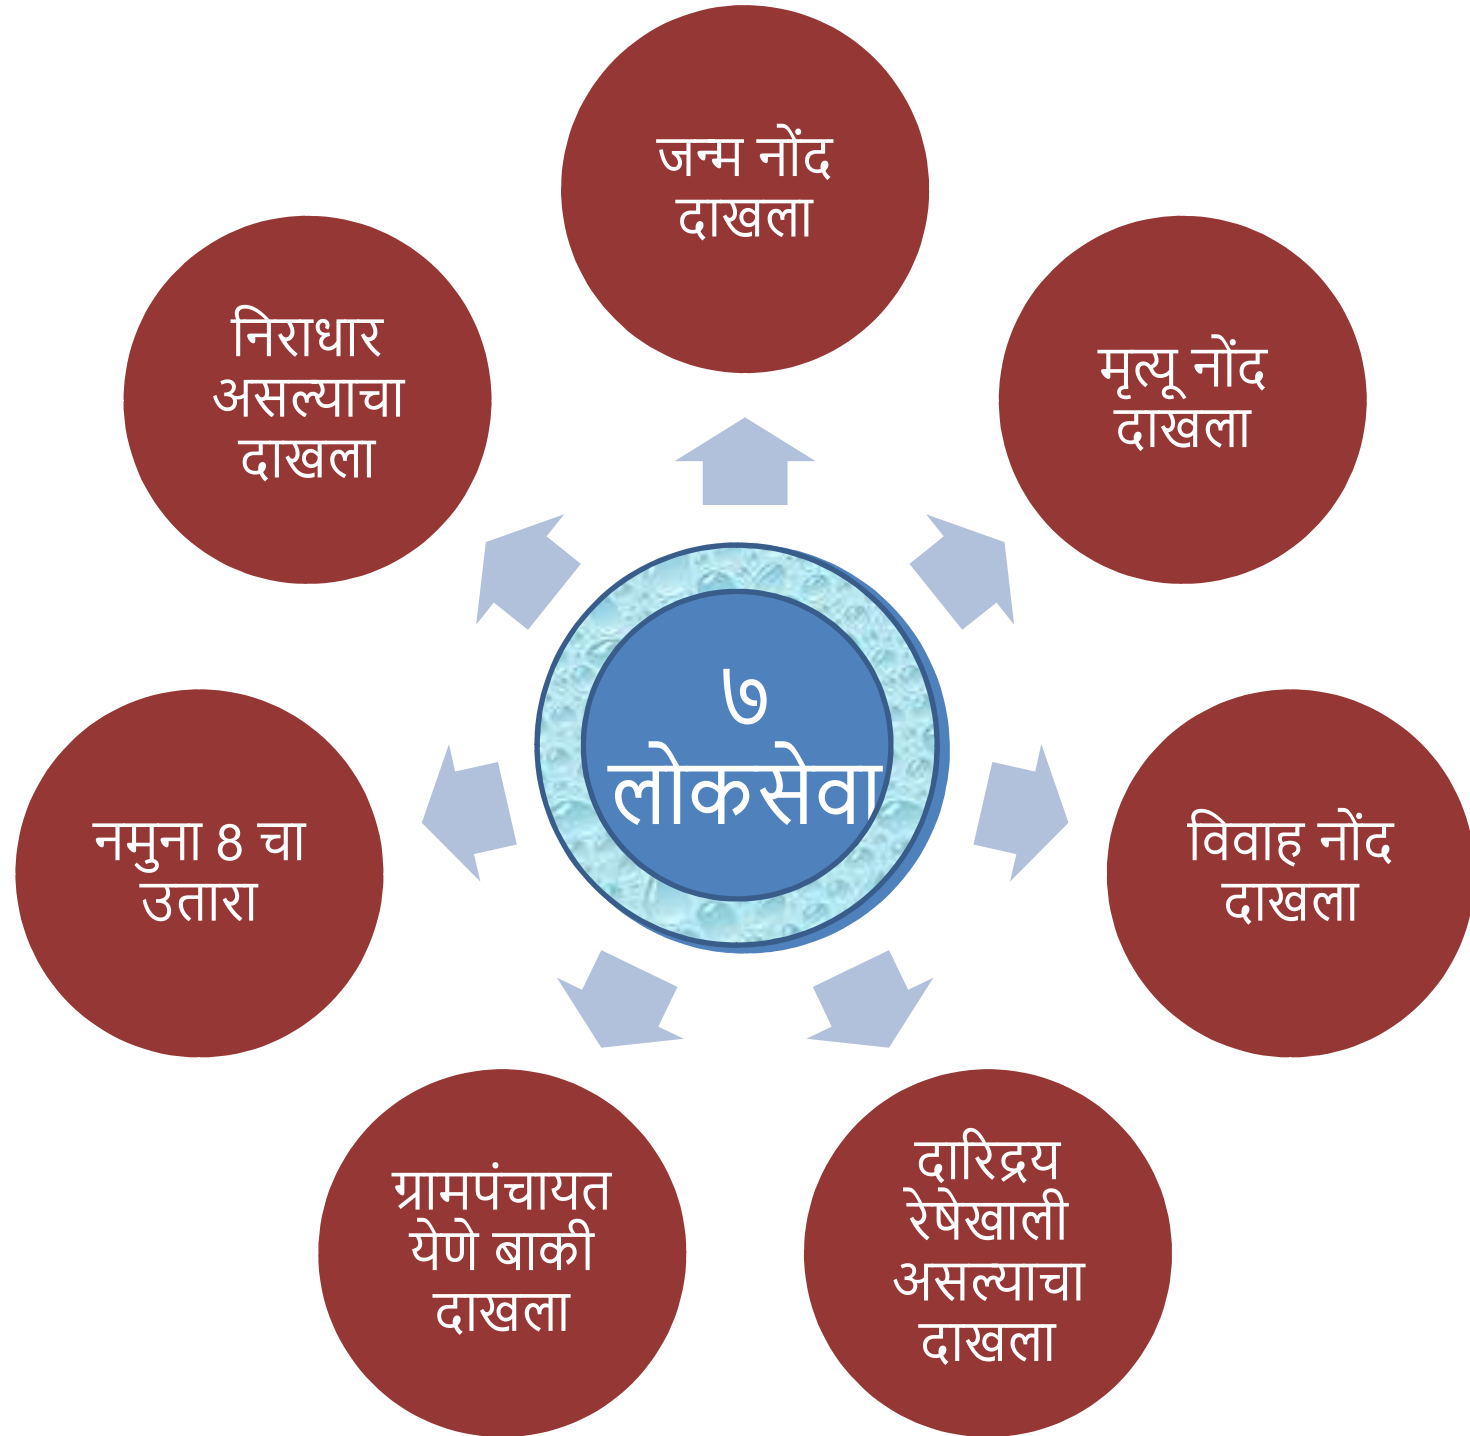 जन्म नोंद
दाखला
मृत्यू नोंद
दाखला
विवाह नोंद
दाखला
दारिद्रय
रेषेखाली
असल्याचा
दाखला
ग्रामपंचायत
येणे बाकी
दाखला
नमुना 8 चा
उतारा
निराधार
असल्याचा
दाखला
७
लोकसेवा